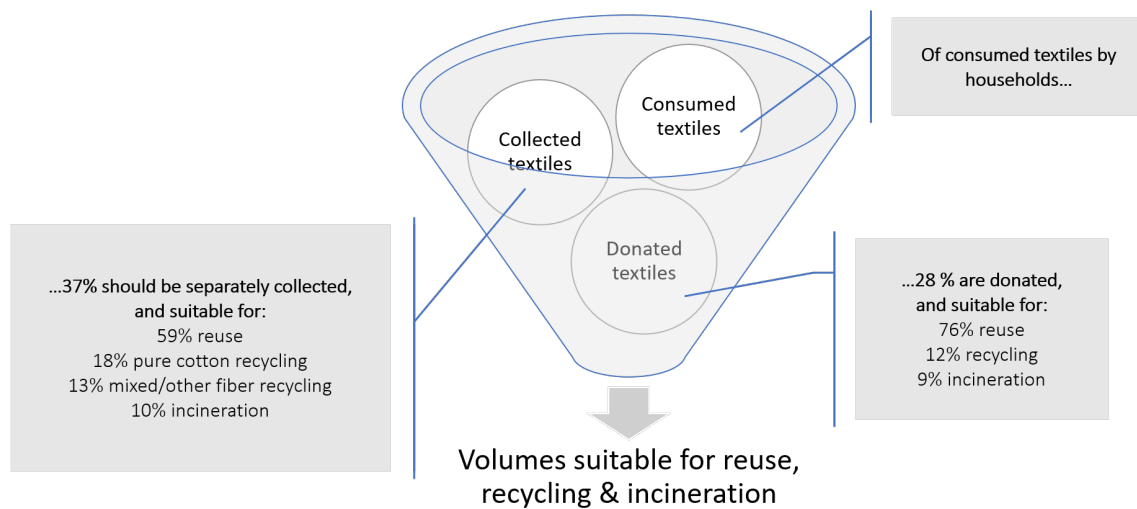 Of consumed textiles by
households...
Consumed
textiles
Collected
textiles
Donated
textiles
...37% should be separately collected,
and suitable for:
59% reuse
18% pure cotton recycling
13% mixed/other fiber recycling
10% incineration
...28 % are donated,
and suitable for:
76% reuse
12% recycling
9% incineration
Volumes suitable for reuse,
recycling & incineration